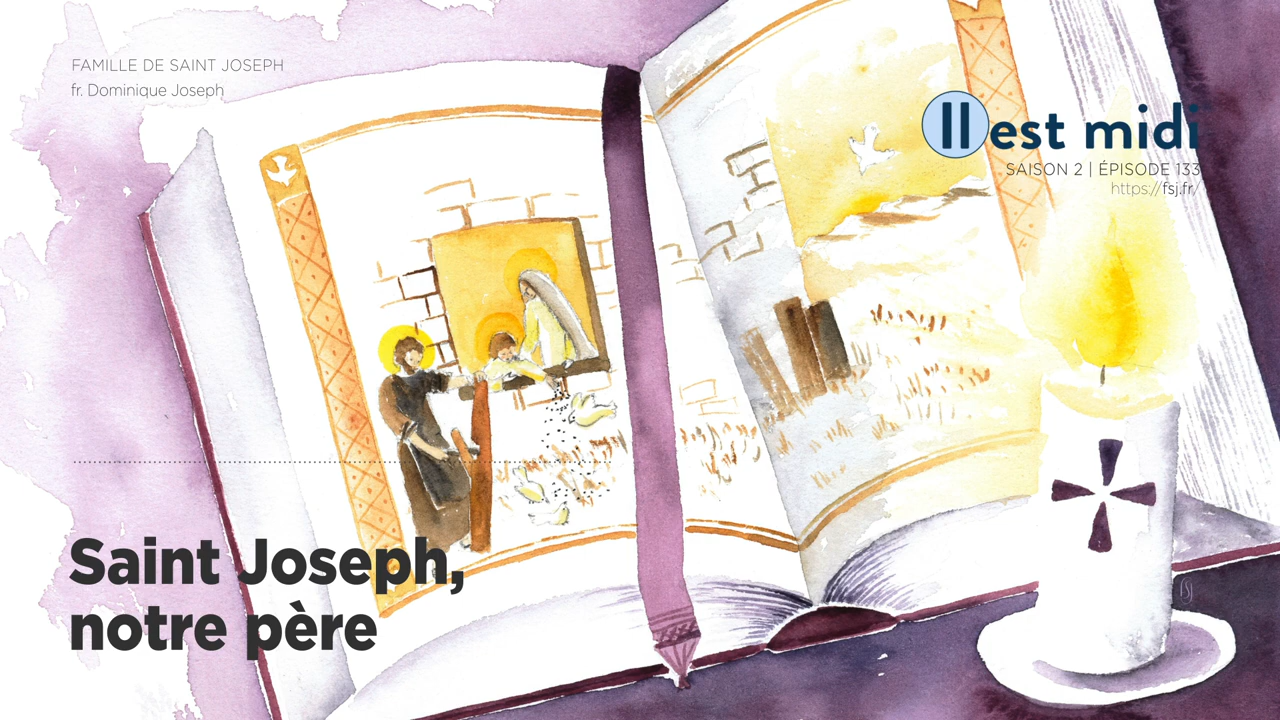 FAMILLE DE SAINT JOSEPH
fr. Dominique Joseph
Il est midi
SAISON 2 | ÉPISODE 133
https://fsj.fr/
Saint Joseph,
notre père
fsj